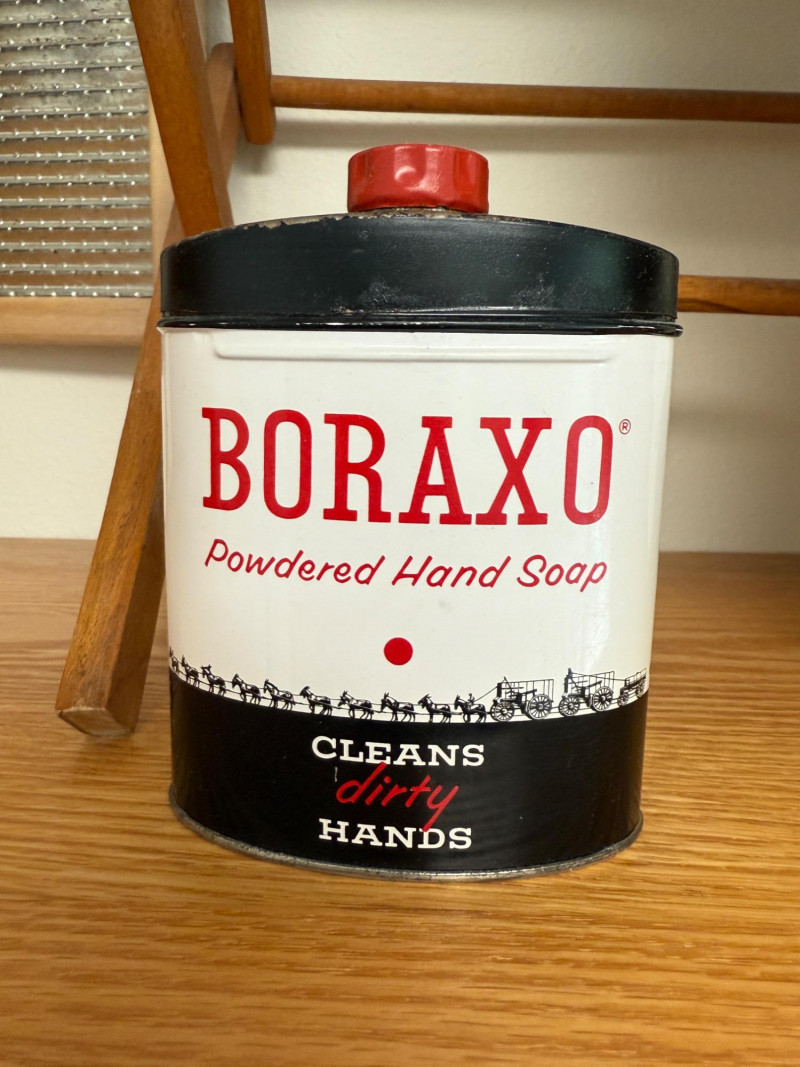 BORAXO®
Powdered Hand Soap
CLEANS
dirty
HANDS